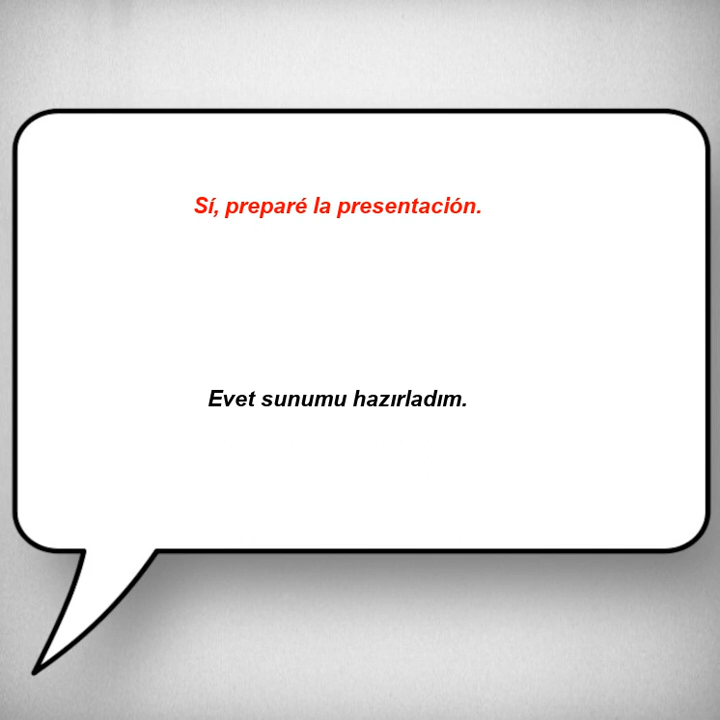 Sí, preparé la presentación.
Evet sunumu hazırladım.